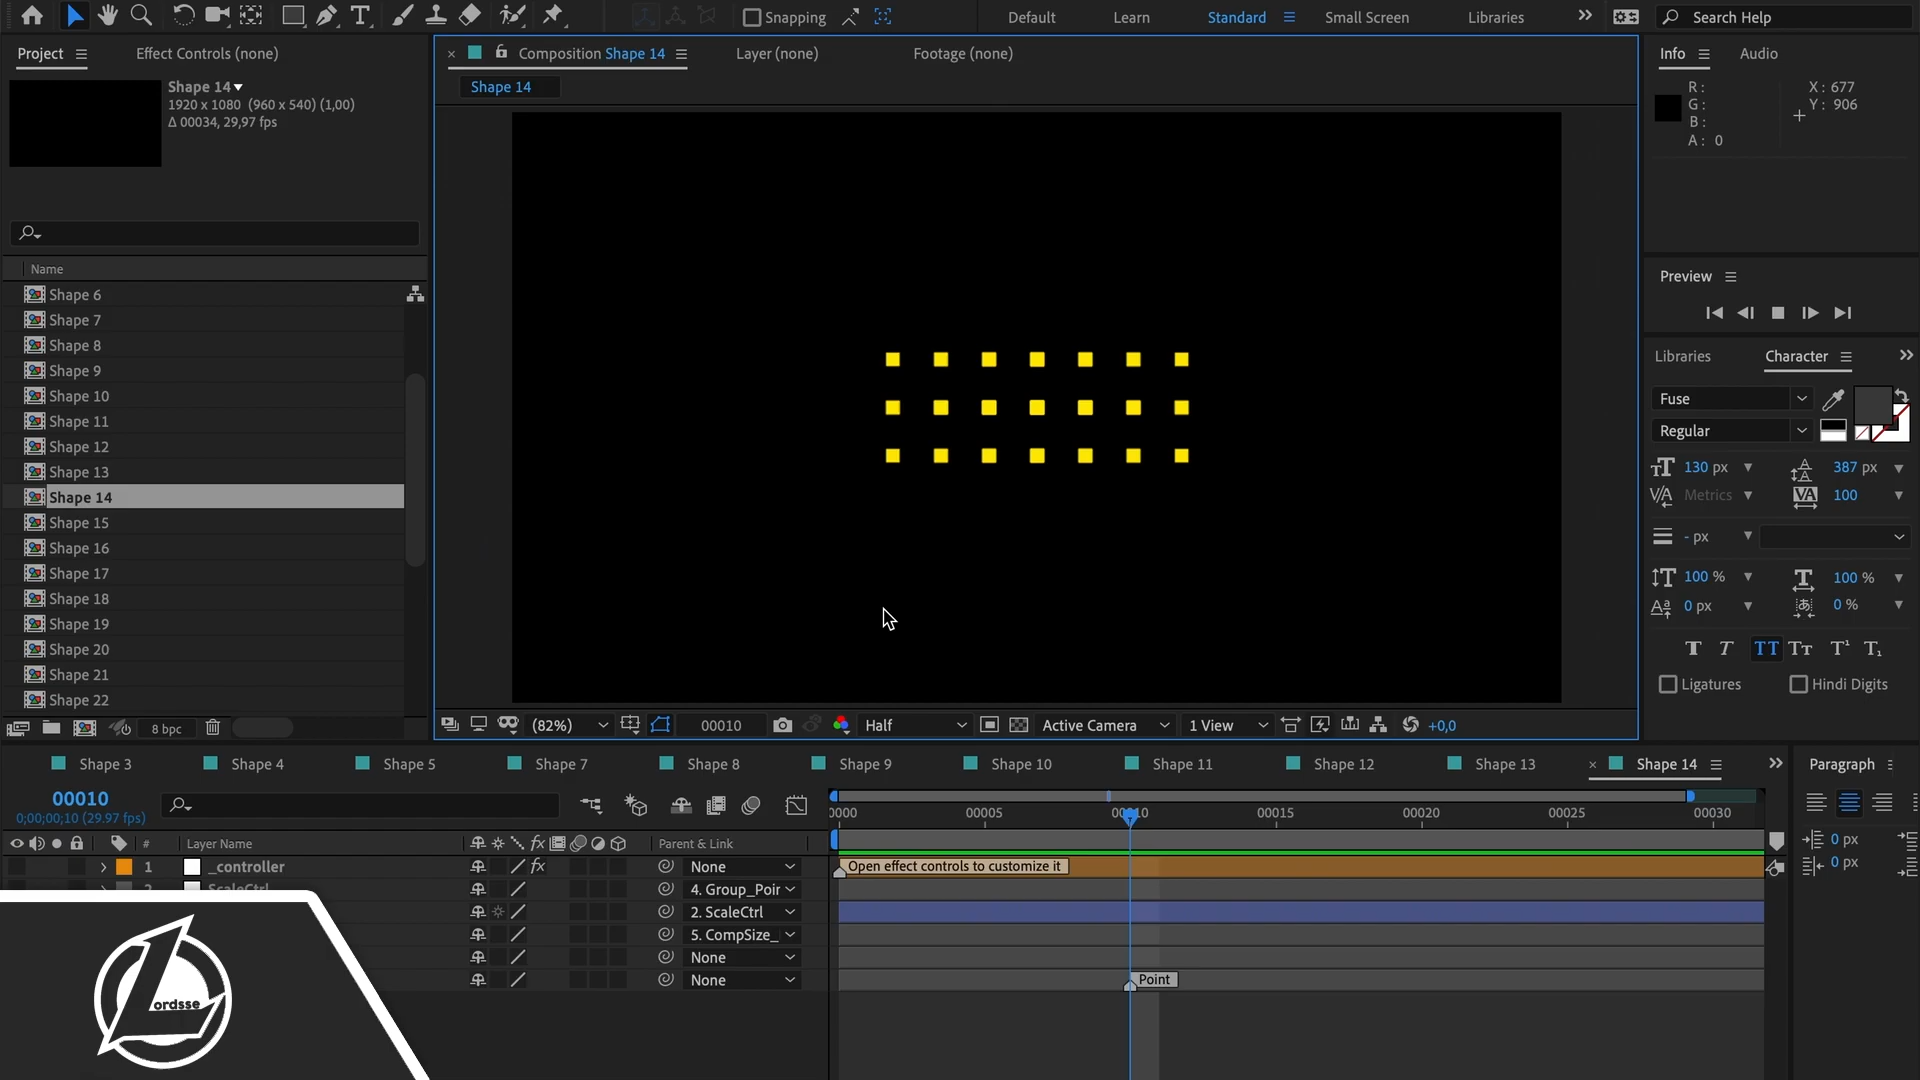 Snapping
Default
Learn
Standard
Small Screen
Libraries
Search Help
Project
Effect Controls (none)
Composition Shape 14
Layer (none)
Footage (none)
Info
Audio
Shape 14
1920 x 1080 (960 x 540) (1,00)
Δ 00034, 29,97 fps
Shape 14
R :
G :
B :
A : 0
X : 677
Y : 906
Name
Shape 6
Shape 7
Shape 8
Shape 9
Shape 10
Shape 11
Shape 12
Shape 13
Shape 14
Shape 15
Shape 16
Shape 17
Shape 18
Shape 19
Shape 20
Shape 21
Shape 22
8 bpc
Preview
Libraries
Character
Fuse
Regular
130 px
387 px
Metrics
100
- px
100 %
100 %
0 px
0 %
Ligatures
Hindi Digits
(82%)
00010
Half
Active Camera
1 View
+0,0
Shape 3
Shape 4
Shape 5
Shape 7
Shape 8
Shape 9
Shape 10
Shape 11
Shape 12
Shape 13
Shape 14
Paragraph
00010
0;00;00;10 (29.97 fps)
0000
00005
00010
00015
00020
00025
00030
#
Layer Name
Parent & Link
0 px
0 px
1
_controller
None
Open effect controls to customize it
2
ScaleCtrl
4. Group_Poir
2. ScaleCtrl
5. CompSize_
None
None
Point
Lordsse